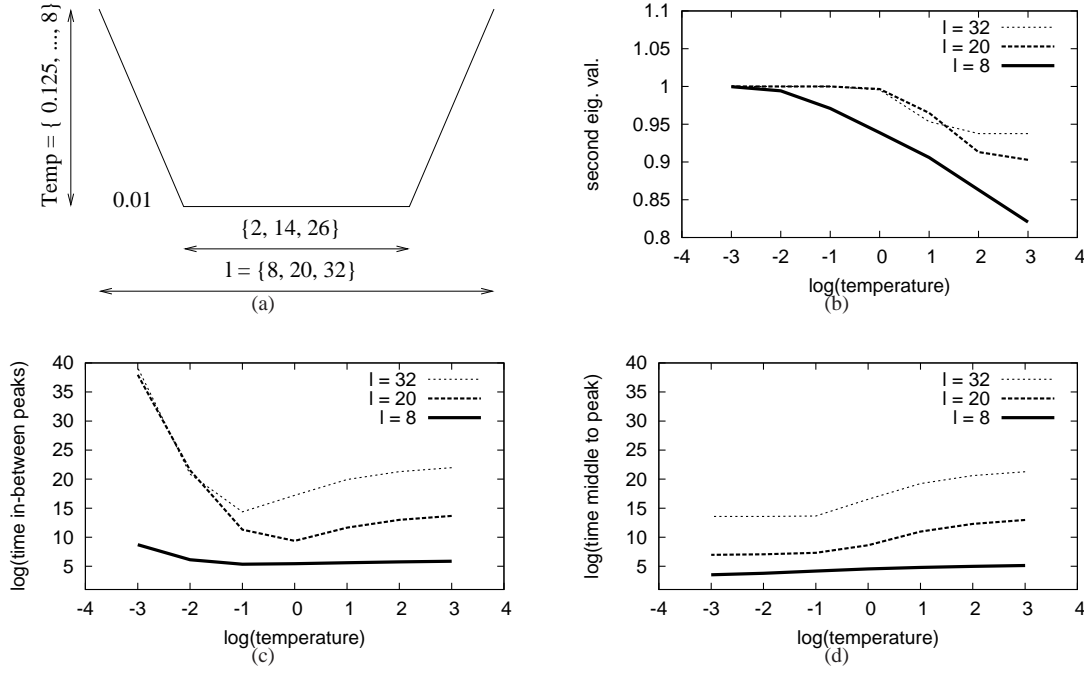 Temp = { 0.125, ..., 8}
0.01
{2, 14, 26}
l = {8, 20, 32}
(a)
second eig. val.
1.1
1.05
1
0.95
0.9
0.85
0.8
l = 32
l = 20
l = 8
-4 -3 -2 -1 0 1 2 3 4
log(temperature)
(b)
log(time in-between peaks)
40
35
30
25
20
15
10
5
l = 32
l = 20
l = 8
-4 -3 -2 -1 0 1 2 3 4
log(temperature)
(c)
log(time middle to peak)
40
35
30
25
20
15
10
5
l = 32
l = 20
l = 8
-4 -3 -2 -1 0 1 2 3 4
log(temperature)
(d)